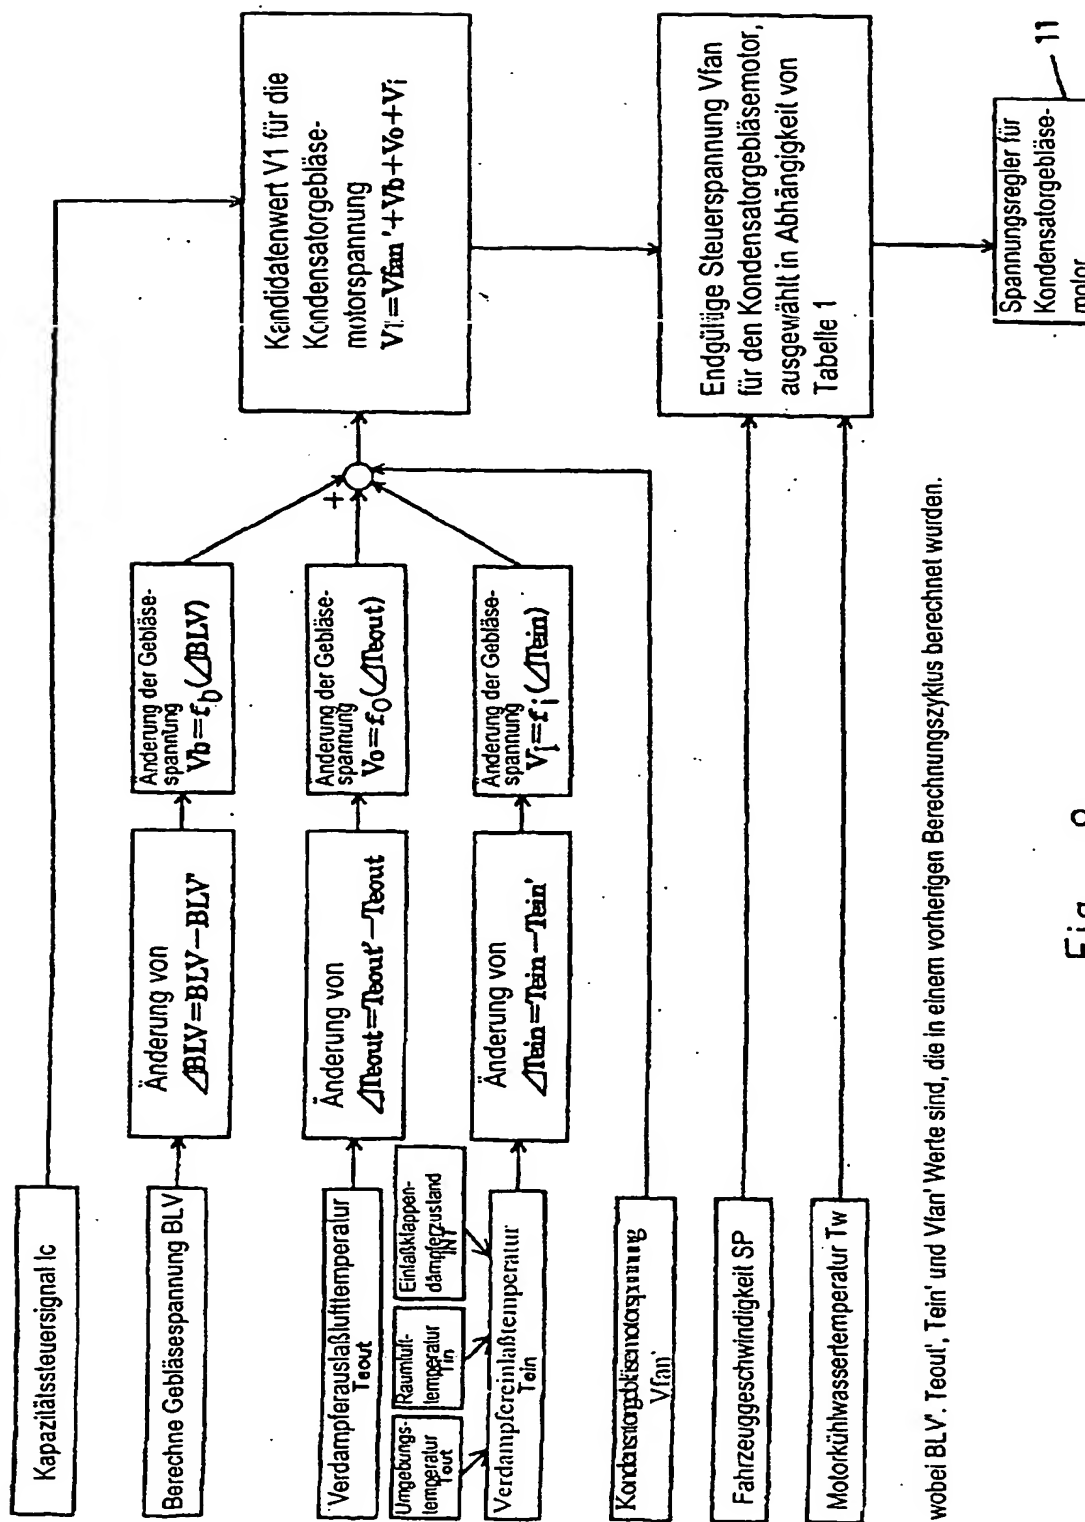 Kapazitätssteuersignal Ic
Berechne Gebläsespannung BLV
Änderung von
⊿BLV=BLV−BLV'
Änderung der Gebläse-
spannung
Vb=fb(⊿BLV)
Verdampferauslaßlufttemperatur
Teout
Änderung von
⊿Teout=Teout'−Teout
Änderung der Gebläse-
spannung
Vo=fo(⊿Teout)
Umgebungs-
temperatur
Tout
Raumluft-
temperatur
Tin
Einlaßklappen-
dämpferzustand
INT
Verdampfereinlaßtemperatur
Tein
Änderung von
⊿Tein=Tein−Tein'
Änderung der Gebläse-
spannung
Vi=fi(⊿Tein)
+
Kondensatorgebläsemotorspannung
Vfan'
Kandidatenwert V1 für die
Kondensatorgebläse-
motorspannung
V1=Vfan'+Vb+Vo+Vi
Fahrzeuggeschwindigkeit SP
Motorkühlwassertemperatur Tw
Endgültige Steuerspannung Vfan
für den Kondensatorgebläsemotor,
ausgewählt in Abhängigkeit von
Tabelle 1
Spannungsregler für
Kondensatorgebläse-
motor
11
wobei BLV', Teout', Tein' und Vfan' Werte sind, die in einem vorherigen Berechnungszyklus berechnet wurden.
Fig.